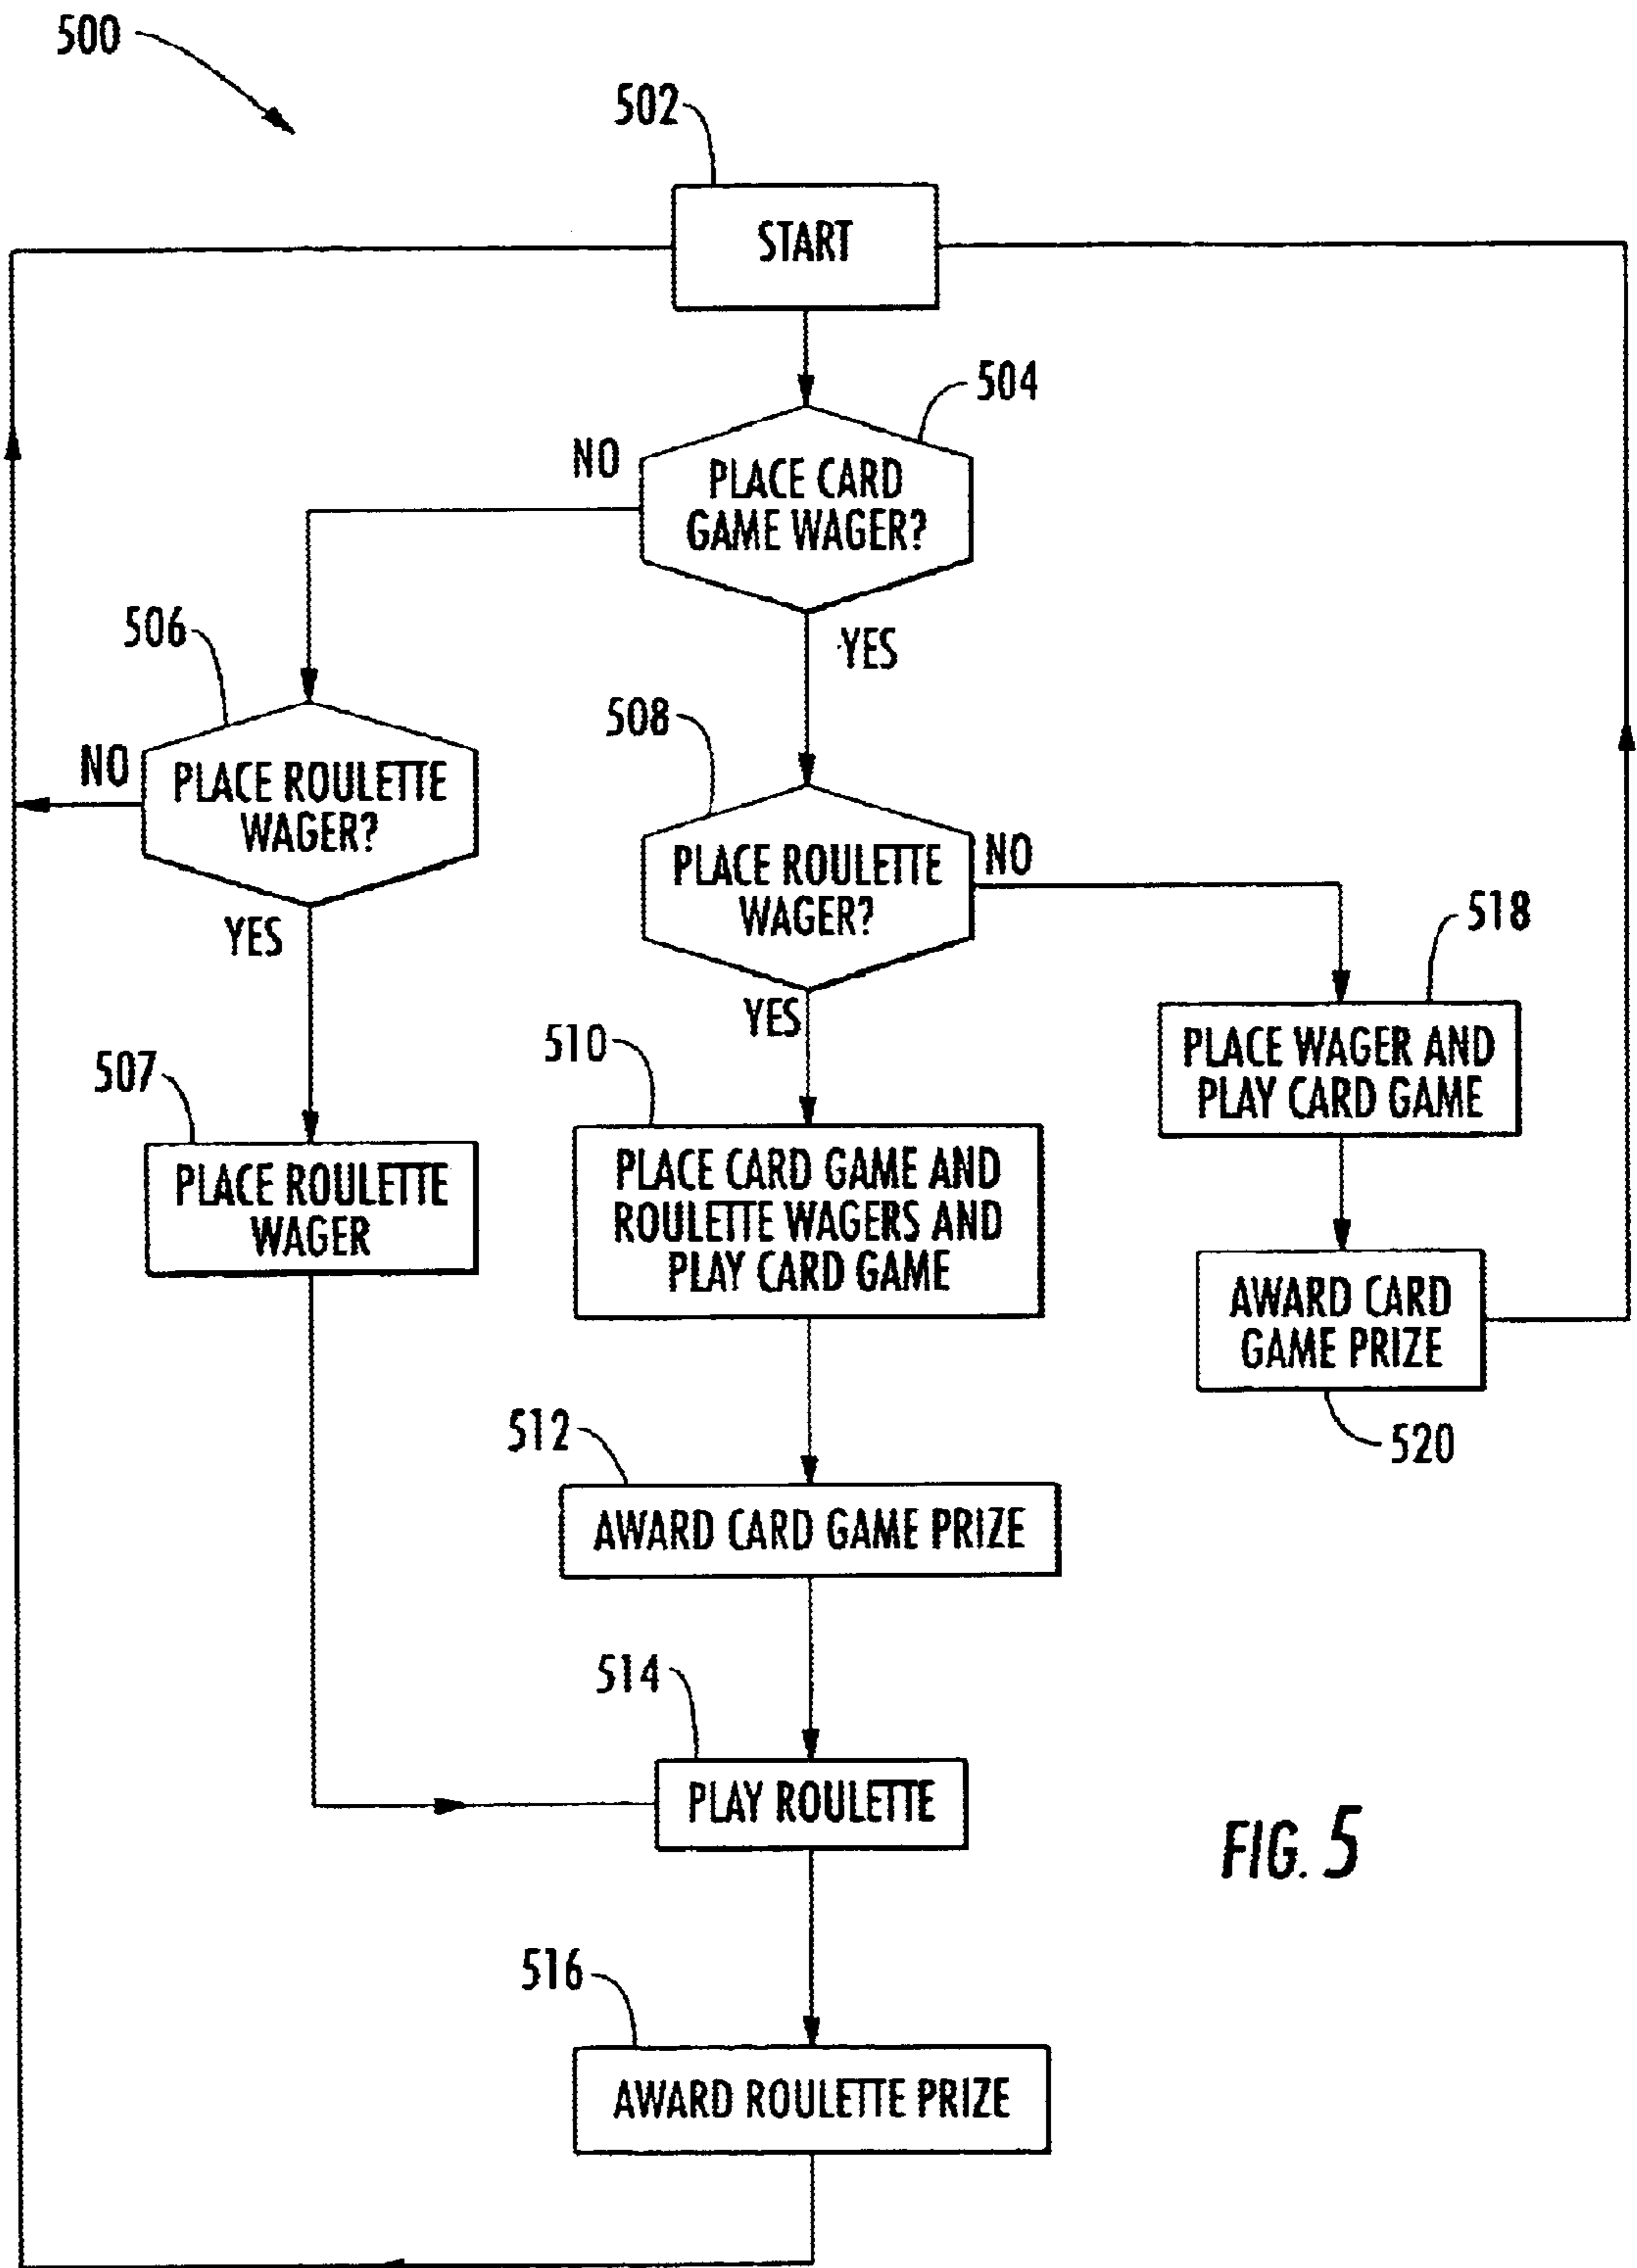 500
502
START
504
NO
PLACE CARD
GAME WAGER?
YES
506
NO
PLACE ROULETTE
WAGER?
YES
508
PLACE ROULETTE
WAGER?
NO
YES
518
PLACE WAGER AND
PLAY CARD GAME
507
PLACE ROULETTE
WAGER
510
PLACE CARD GAME AND
ROULETTE WAGERS AND
PLAY CARD GAME
AWARD CARD
GAME PRIZE
520
512
AWARD CARD GAME PRIZE
514
PLAY ROULETTE
FIG. 5
516
AWARD ROULETTE PRIZE